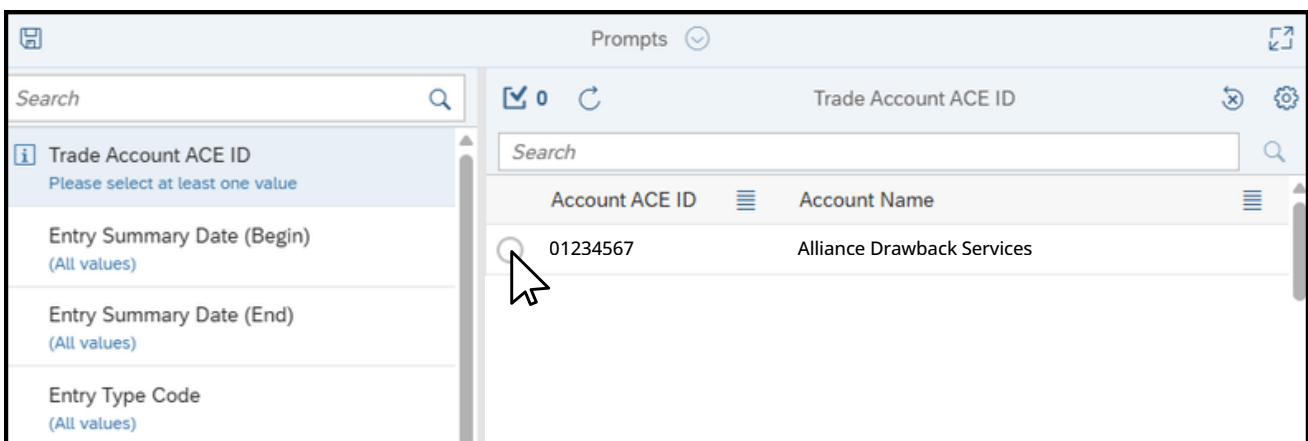 Prompts
Search
Trade Account ACE ID
Please select at least one value
Entry Summary Date (Begin)
(All values)
Entry Summary Date (End)
(All values)
Entry Type Code
(All values)
0 Trade Account ACE ID
Search
Account ACE ID Account Name
01234567 Alliance Drawback Services